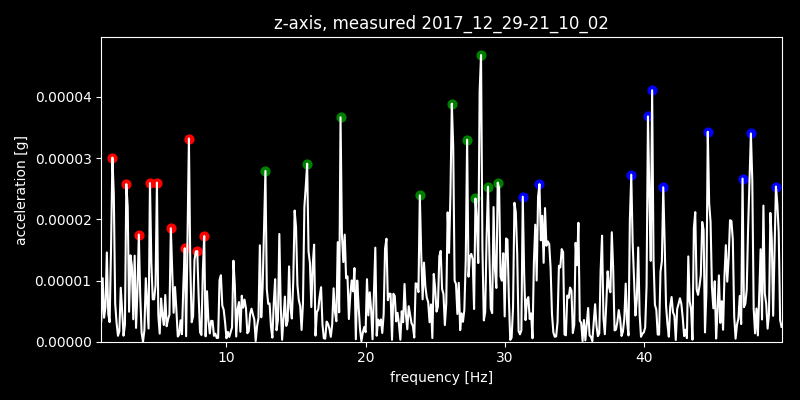 z-axis, measured 2017_12_29-21_10_02
acceleration [g]
0.00004
0.00003
0.00002
0.00001
0.00000
10 20 30 40
frequency [Hz]